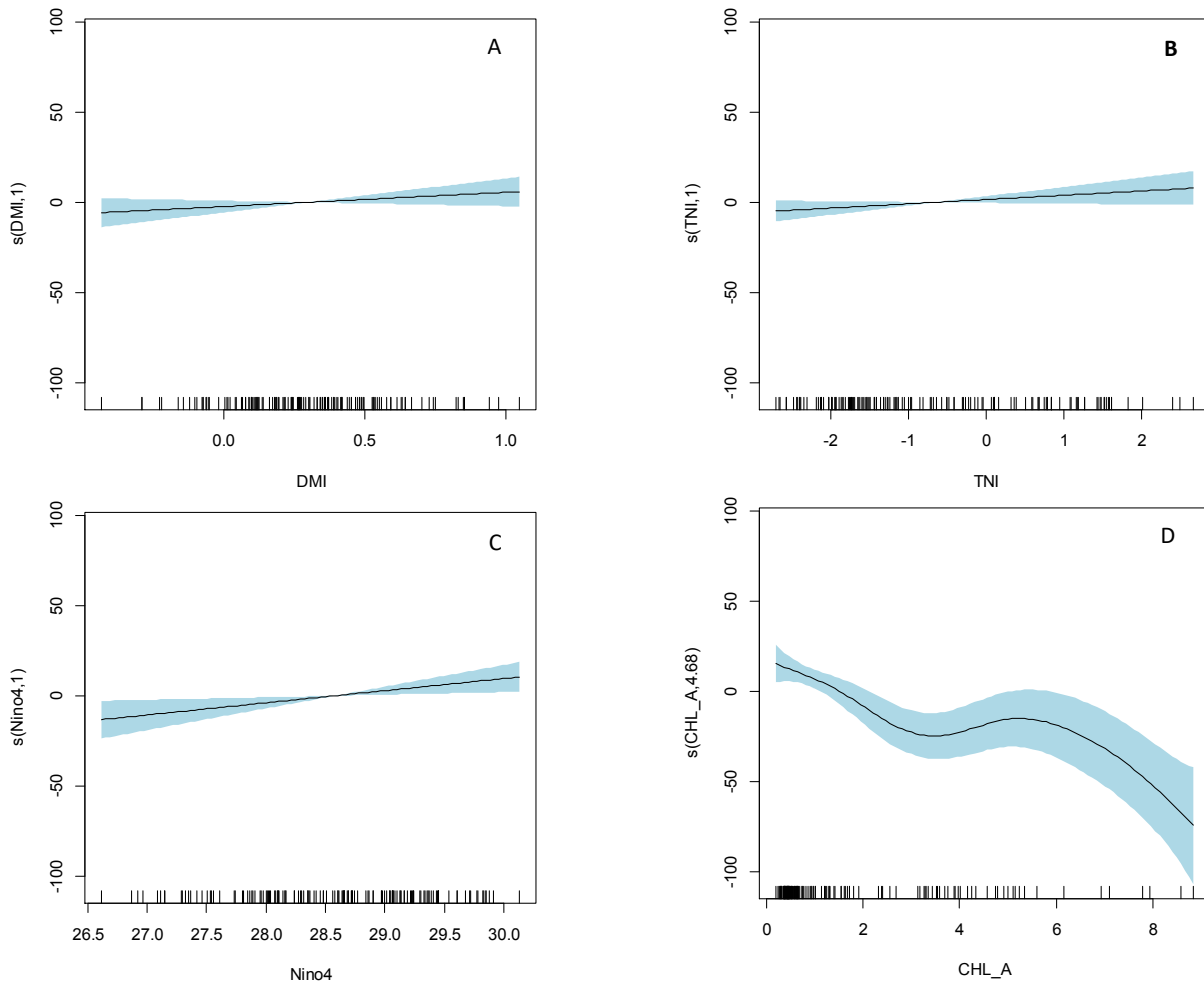 A
s(DMI,1)
100
50
0
-50
-100
0.0 0.5 1.0
DMI
B
s(TNI,1)
100
50
0
-50
-100
-2 -1 0 1 2
TNI
C
s(Nino4,1)
100
50
0
-50
-100
26.5 27.0 27.5 28.0 28.5 29.0 29.5 30.0
Nino4
D
s(CHL_A,4.68)
100
50
0
-50
-100
0 2 4 6 8
CHL_A